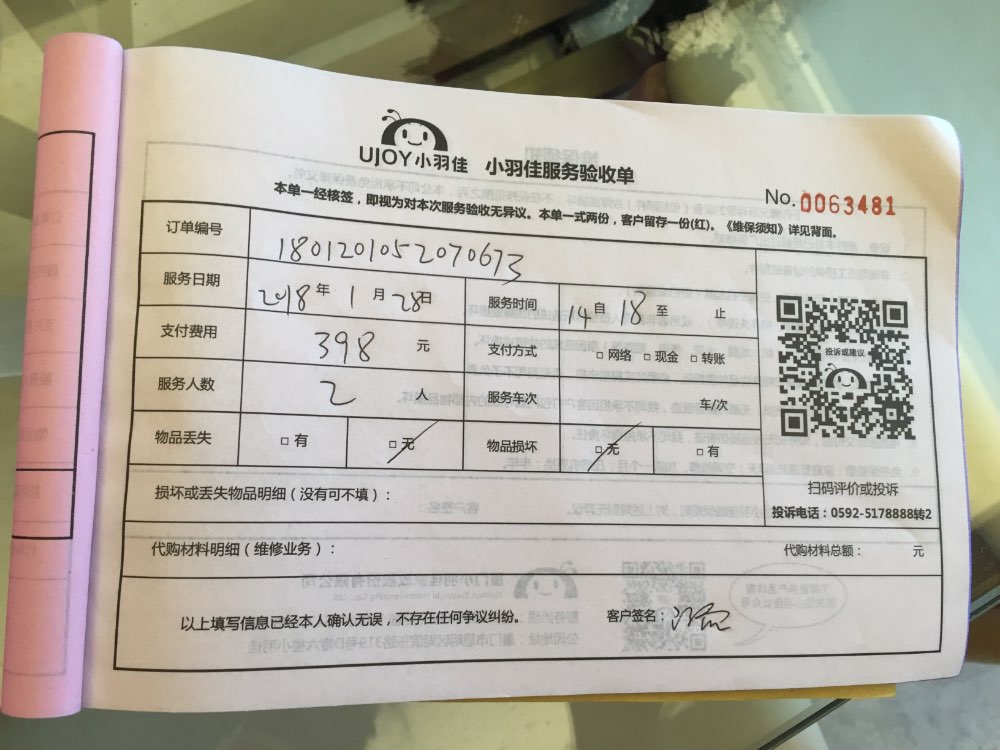 UJOY小羽佳 小羽佳服务验收单
No.0063481
本单一经核签，即视为对本次服务验收无异议。本单一式两份，客户留存一份(红)。《维保须知》详见背面。
订单编号 1801201052070673
服务日期 2018年 1月 28日 服务时间 14自 18至 止
支付费用 398 元 支付方式 □网络 □现金 □转账
服务人数 2 人 服务车次 车/次
物品丢失 □有 □无 物品损坏 □无 □有
投诉或建议
扫码评价或投诉
投诉电话：0592-5178888转2
损坏或丢失物品明细（没有可不填）：
代购材料明细（维修业务）： 代购材料总额： 元
以上填写信息已经本人确认无误，不存在任何争议纠纷。 客户签名：